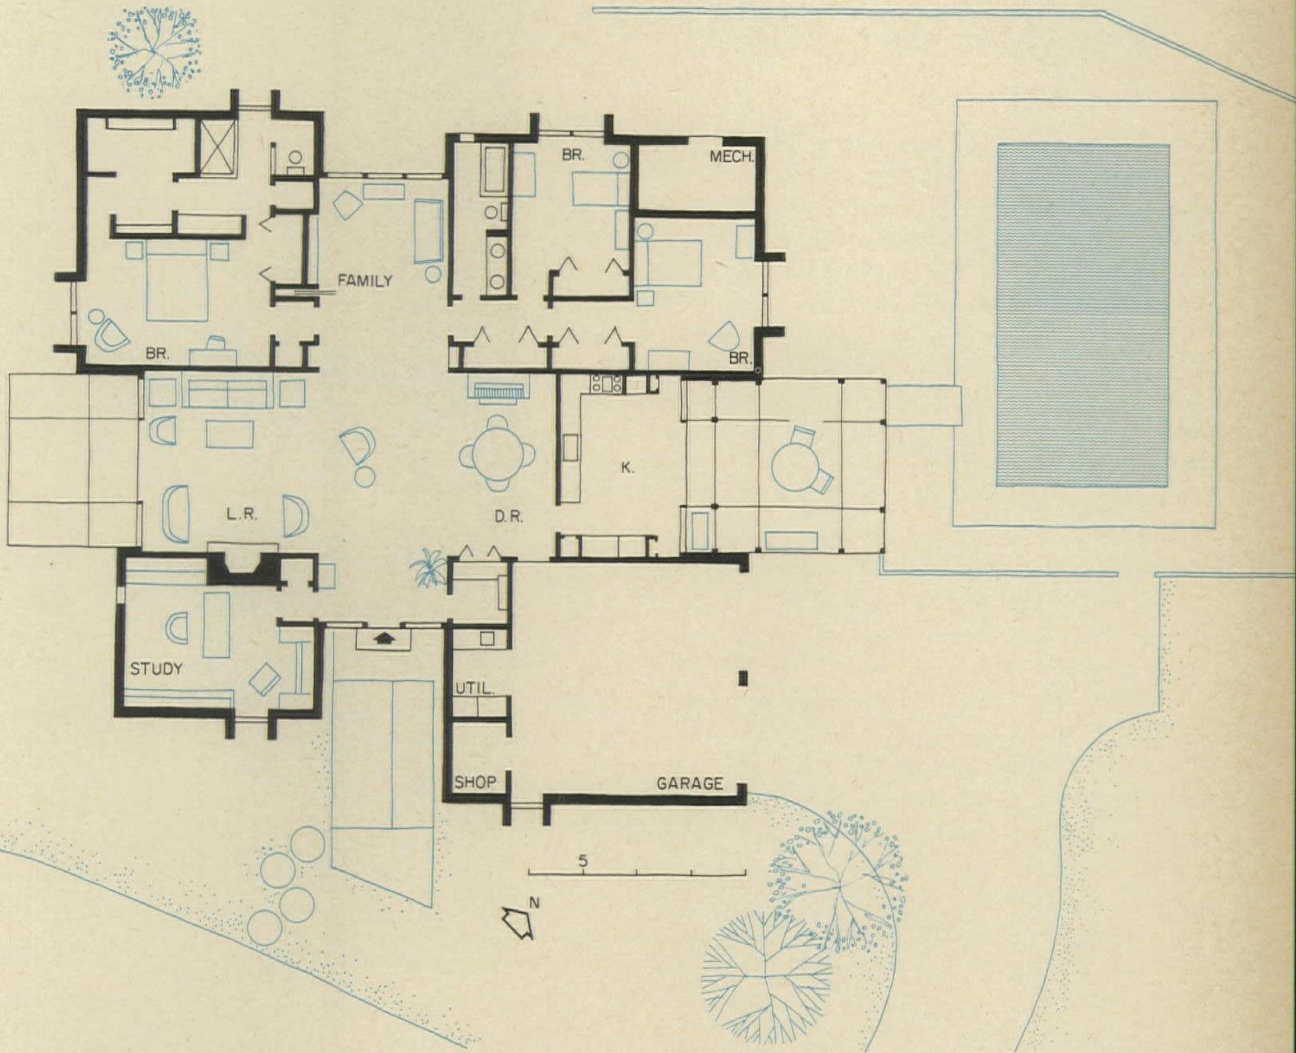 BR.
MECH.
FAMILY
BR.
BR.
K.
L.R.
D.R.
STUDY
UTIL.
SHOP
GARAGE
5
N